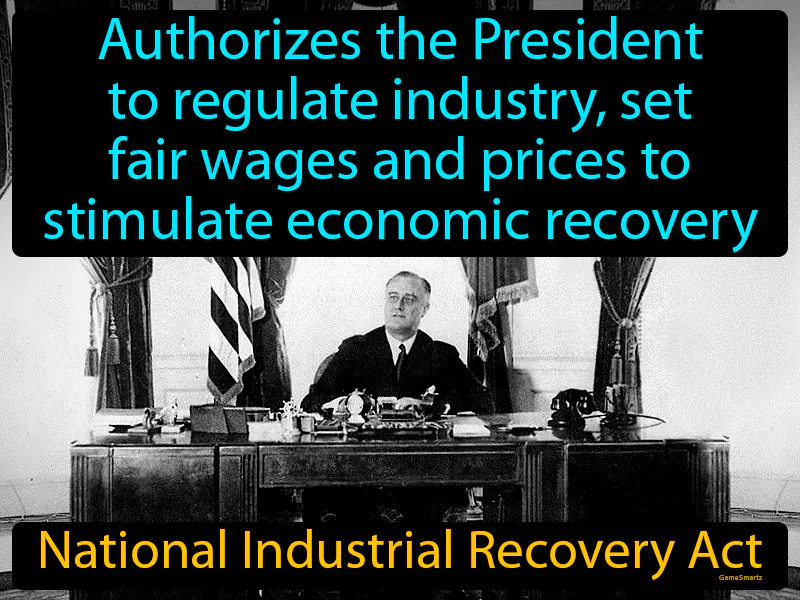 Authorizes the President
to regulate industry, set
fair wages and prices to
stimulate economic recovery
National Industrial Recovery Act
GameSmartz